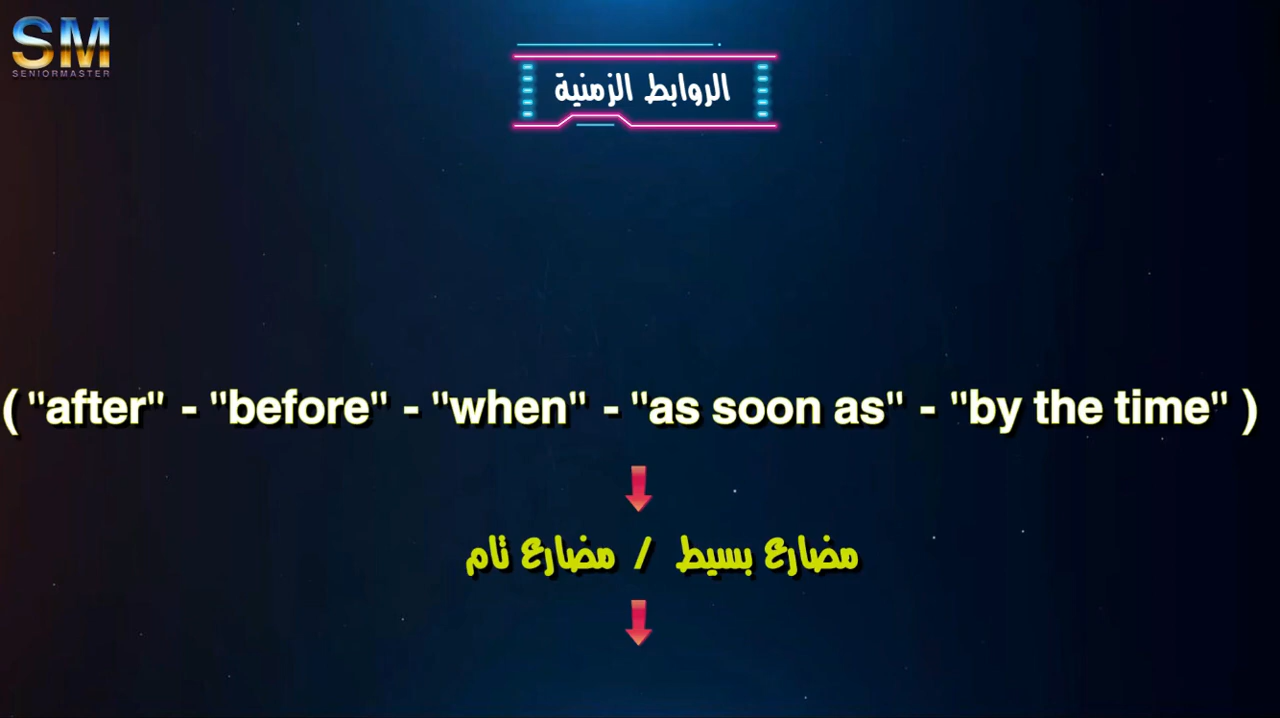 SM
SENIORMASTER
الروابط الزمنية
( "after" - "before" - "when" - "as soon as" - "by the time" )
مضارع بسيط / مضارع تام